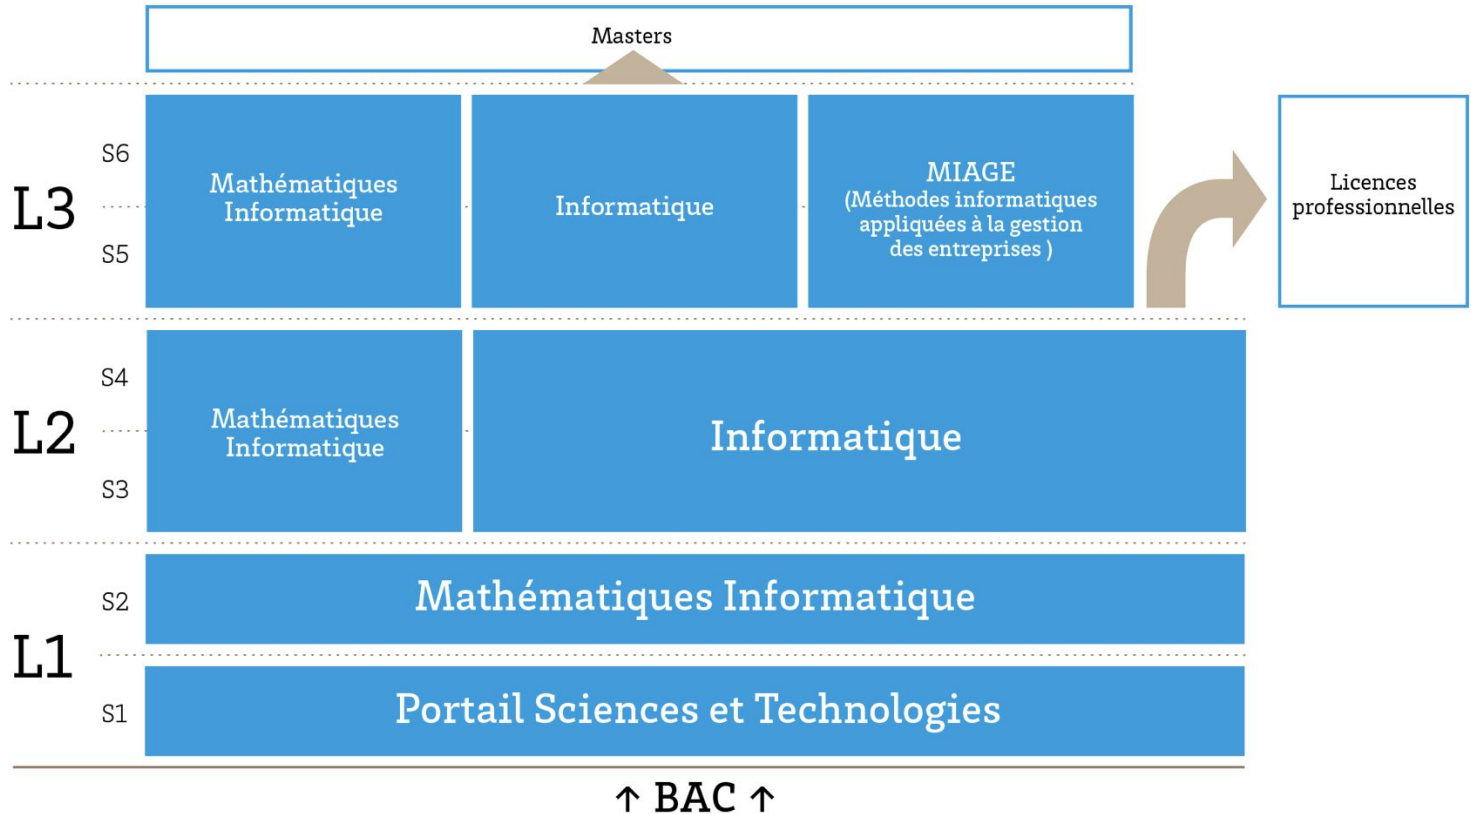 Masters
L3
S6
S5
Mathématiques
Informatique
Informatique
MIAGE
(Méthodes informatiques
appliquées à la gestion
des entreprises )
Licences
professionnelles
L2
S4
S3
Mathématiques
Informatique
Informatique
L1
S2
Mathématiques Informatique
S1
Portail Sciences et Technologies
↑ BAC ↑